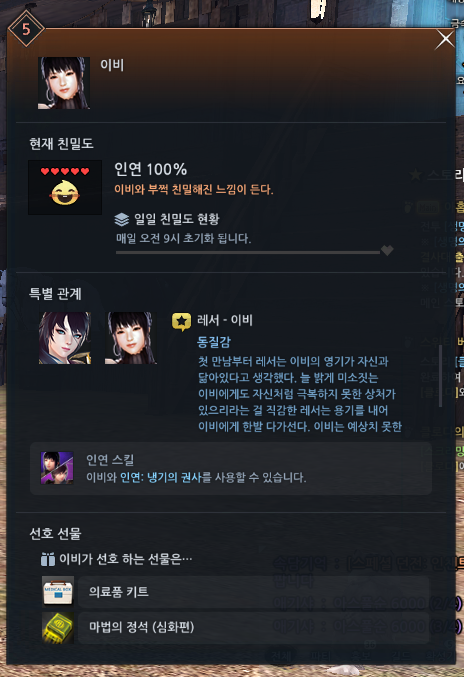 5
이비
현재 친밀도
인연 100%
이비와 부쩍 친밀해진 느낌이 든다.
일일 친밀도 현황
매일 오전 9시 초기화 됩니다.
특별 관계
레서 - 이비
동질감
첫 만남부터 레서는 이비의 영기가 자신과
닮아있다고 생각했다. 늘 밝게 미소짓는
이비에게도 자신처럼 극복하지 못한 상처가
있으리라는 걸 직감한 레서는 용기를 내어
이비에게 한발 다가선다. 이비는 예상치 못한
인연 스킬
이비와 인연: 냉기의 권사를 사용할 수 있습니다.
선호 선물
이비가 선호 하는 선물은…
MEDICAL BOX
의료품 키트
마법의 정석 (심화편)